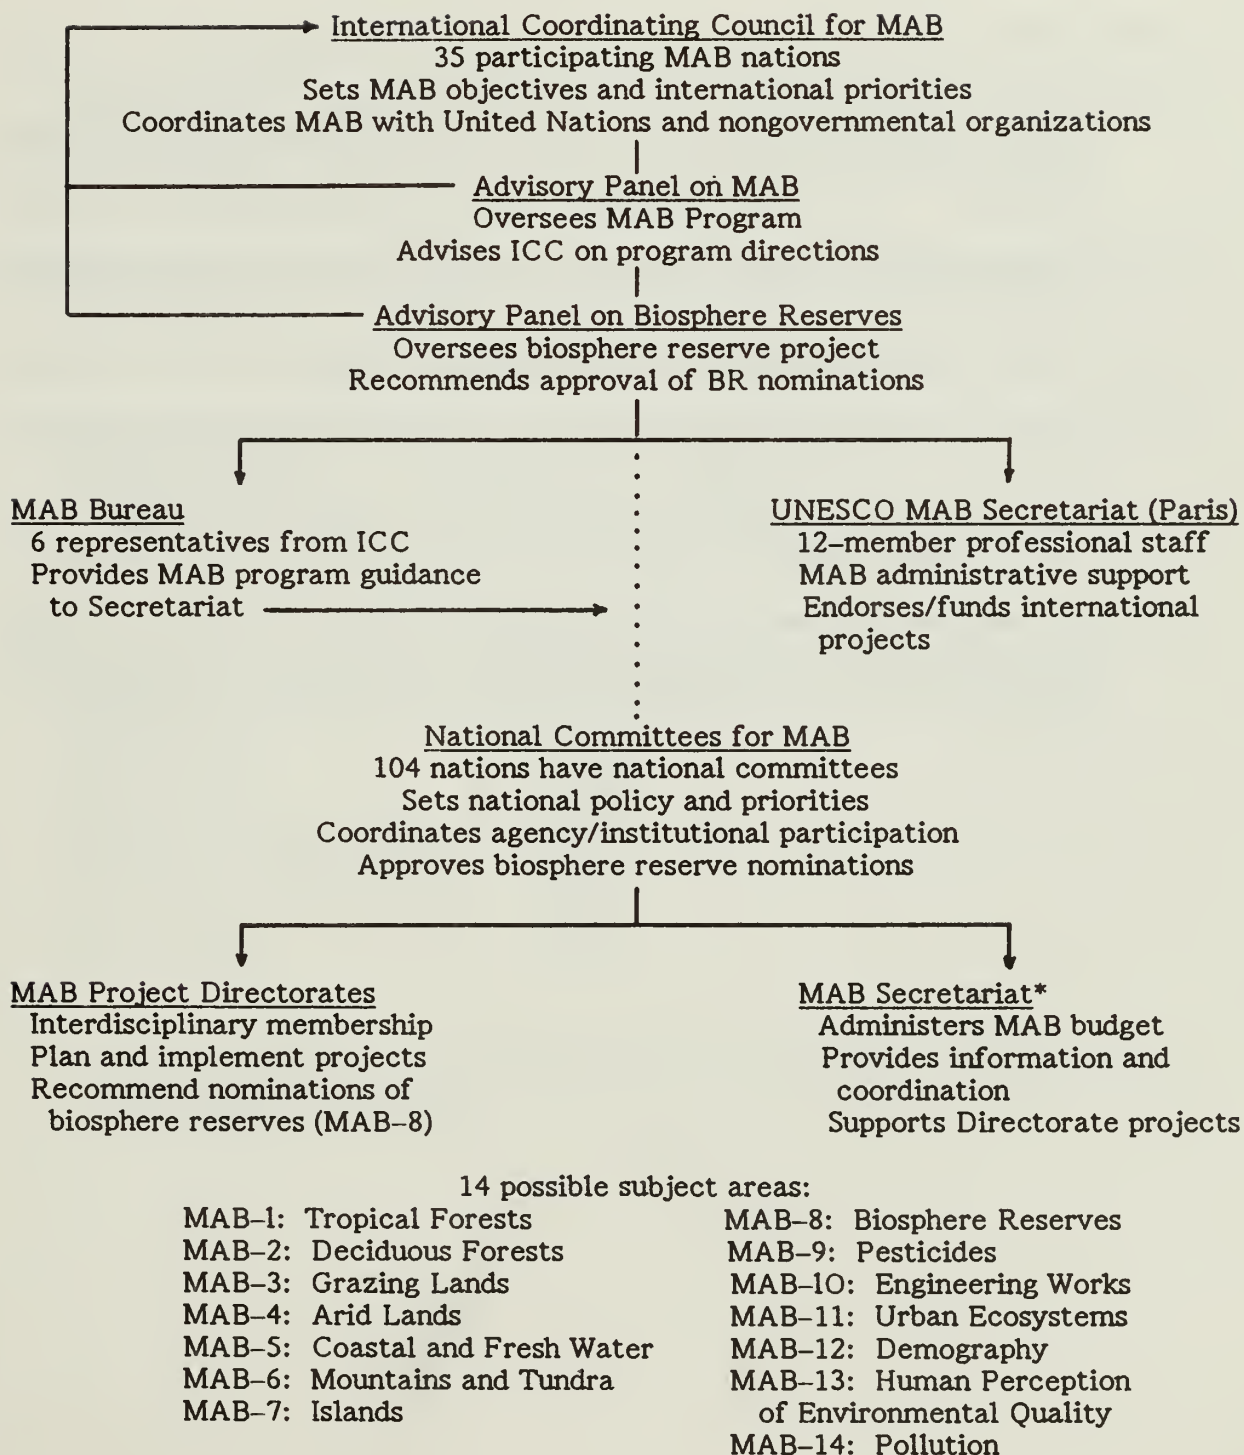 International Coordinating Council for MAB
35 participating MAB nations
Sets MAB objectives and international priorities
Coordinates MAB with United Nations and nongovernmental organizations
Advisory Panel on MAB
Oversees MAB Program
Advises ICC on program directions
Advisory Panel on Biosphere Reserves
Oversees biosphere reserve project
Recommends approval of BR nominations
MAB Bureau
6 representatives from ICC
Provides MAB program guidance
to Secretariat
UNESCO MAB Secretariat (Paris)
12-member professional staff
MAB administrative support
Endorses/funds international
projects
National Committees for MAB
104 nations have national committees
Sets national policy and priorities
Coordinates agency/institutional participation
Approves biosphere reserve nominations
MAB Project Directorates
Interdisciplinary membership
Plan and implement projects
Recommend nominations of
biosphere reserves (MAB-8)
MAB Secretariat*
Administers MAB budget
Provides information and
coordination
Supports Directorate projects
14 possible subject areas:
MAB-1: Tropical Forests
MAB-2: Deciduous Forests
MAB-3: Grazing Lands
MAB-4: Arid Lands
MAB-5: Coastal and Fresh Water
MAB-6: Mountains and Tundra
MAB-7: Islands
MAB-8: Biosphere Reserves
MAB-9: Pesticides
MAB-10: Engineering Works
MAB-11: Urban Ecosystems
MAB-12: Demography
MAB-13: Human Perception
of Environmental Quality
MAB-14: Pollution